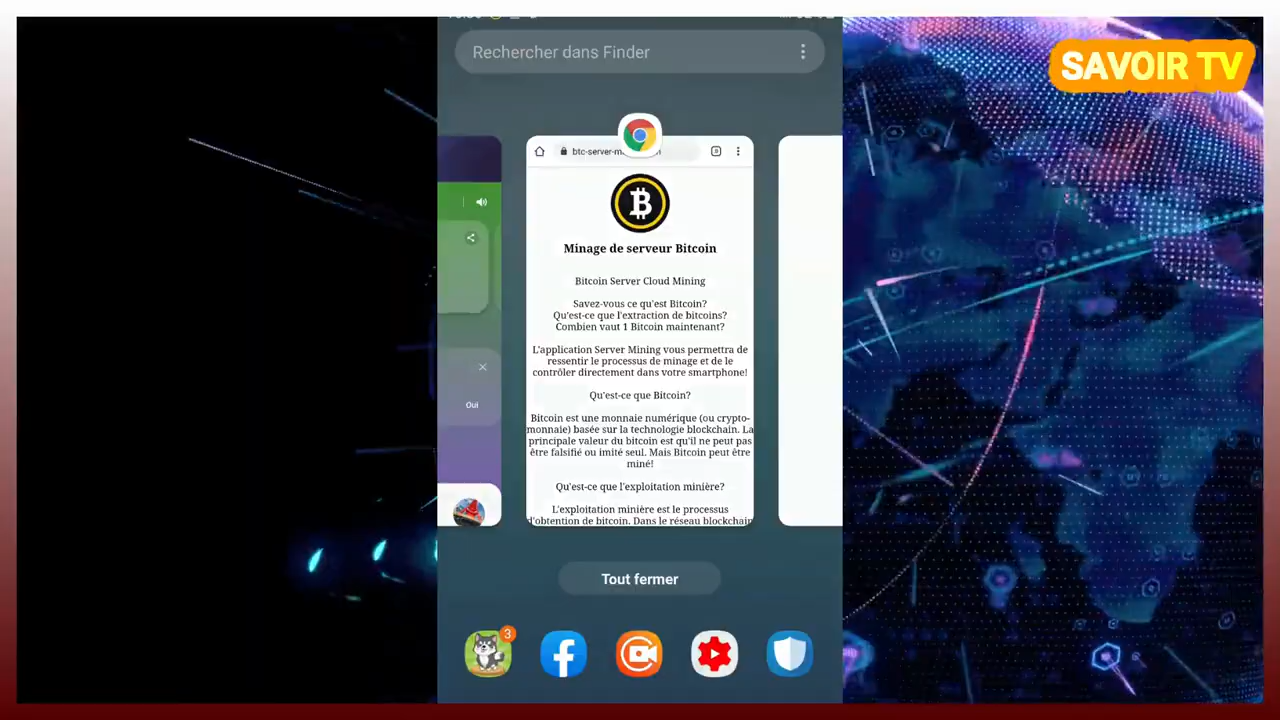 Rechercher dans Finder
SAVOIR TV
Minage de serveur Bitcoin
Bitcoin Server Cloud Mining
Savez-vous ce qu'est Bitcoin?
Qu'est-ce que l'extraction de bitcoins?
Combien vaut 1 Bitcoin maintenant?
L'application Server Mining vous permettra de
ressentir le processus de minage et de le
contrôler directement dans votre smartphone!
Qu'est-ce que Bitcoin?
Bitcoin est une monnaie numérique (ou crypto-
monnaie) basée sur la technologie blockchain. La
principale valeur du bitcoin est qu'il ne peut pas
être falsifié ou imité seul. Mais Bitcoin peut être
miné!
Qu'est-ce que l'exploitation minière?
L'exploitation minière est le processus
d'obtention de bitcoin. Dans le réseau blockchain
Oui
Tout fermer
3